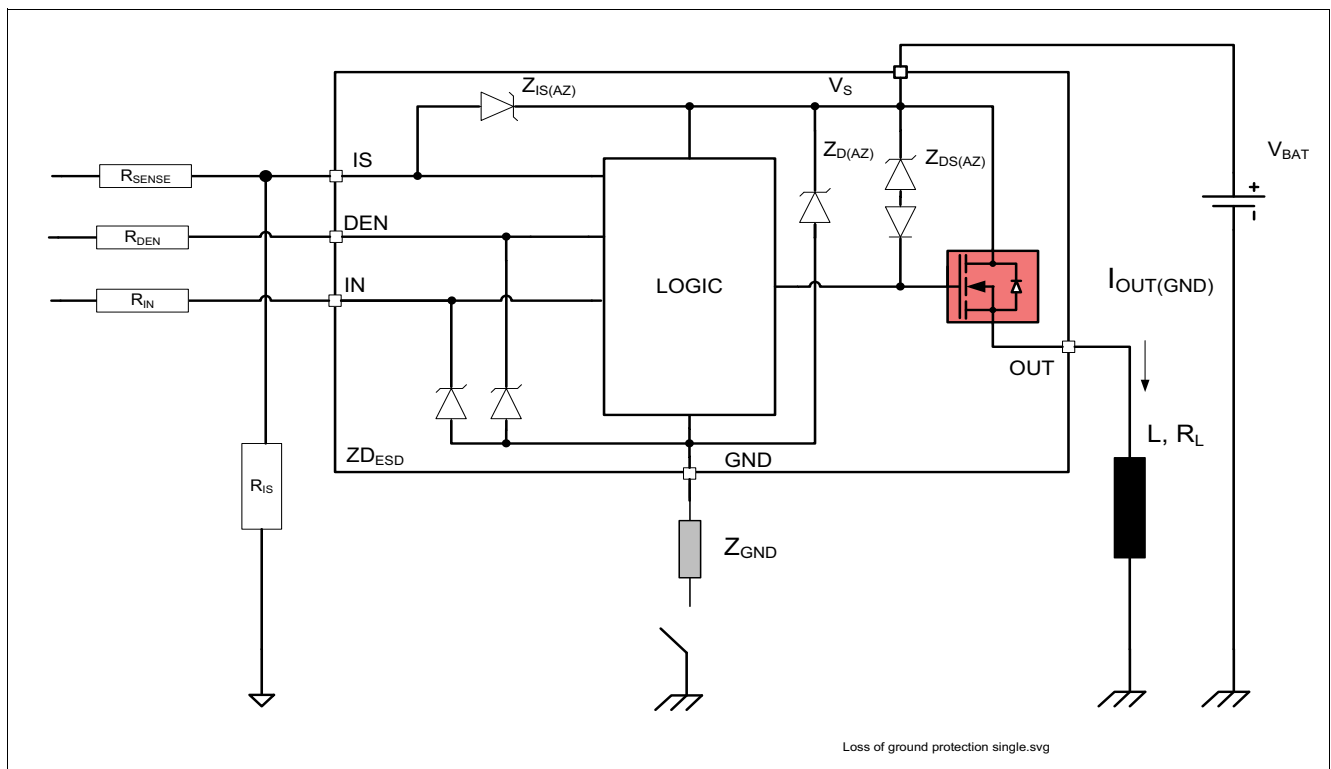 Z_IS(AZ)
V_S
Z_D(AZ)
Z_DS(AZ)
V_BAT
+
-
IS
R_SENSE
DEN
R_DEN
IN
R_IN
LOGIC
I_OUT(GND)
OUT
L, R_L
ZD_ESD
GND
R_IS
Z_GND
Loss of ground protection single.svg